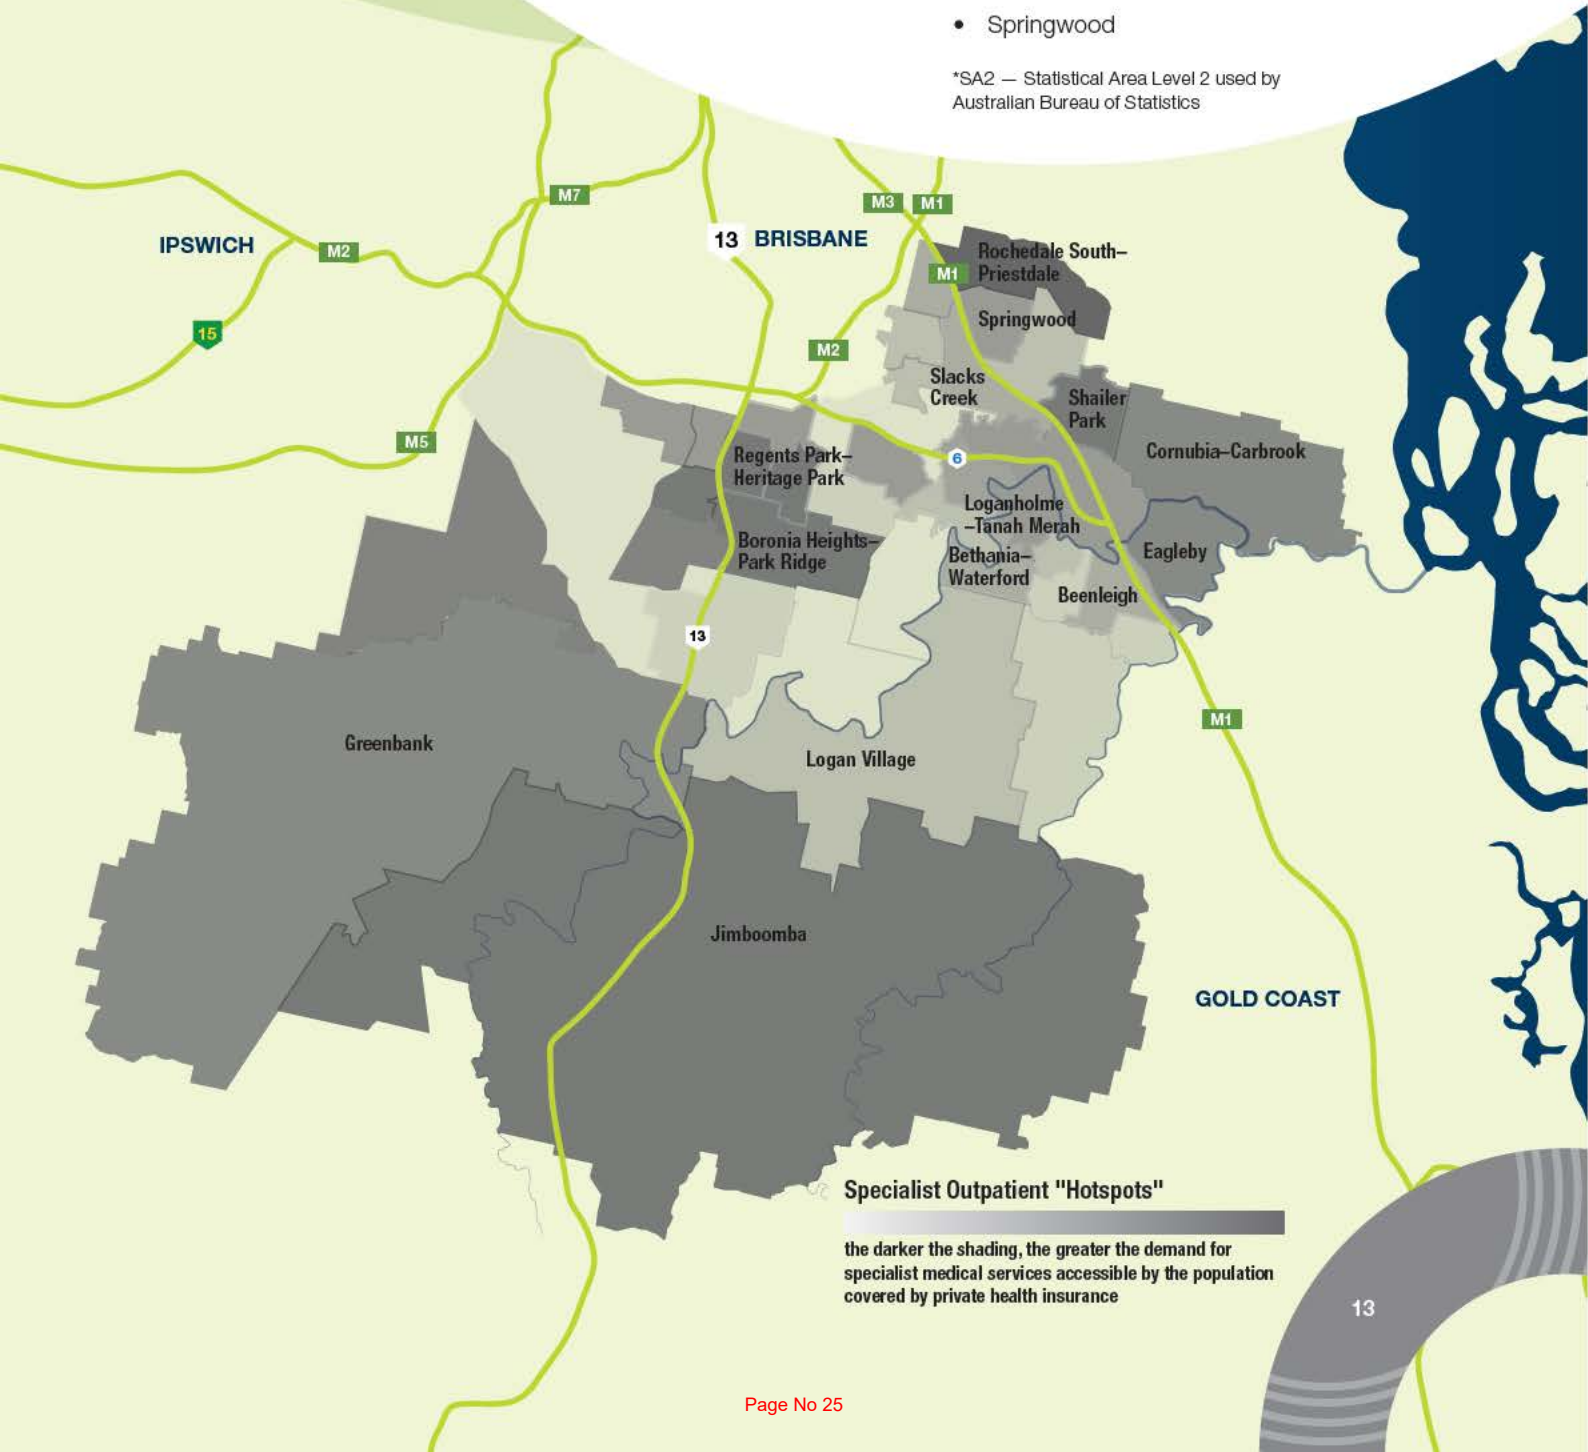 • Springwood
*SA2 — Statistical Area Level 2 used by
Australian Bureau of Statistics
M7
M3
M1
IPSWICH
M2
13
BRISBANE
Rochedale South–
Priestdale
M1
15
Springwood
M2
Slacks
Creek
Shailer
Park
M5
Regents Park–
Heritage Park
6
Cornubia–Carbrook
Loganholme
–Tanah Merah
Boronia Heights–
Park Ridge
Bethania–
Waterford
Eagleby
Beenleigh
13
M1
Greenbank
Logan Village
Jimboomba
GOLD COAST
Specialist Outpatient "Hotspots"
the darker the shading, the greater the demand for
specialist medical services accessible by the population
covered by private health insurance
13
Page No 25